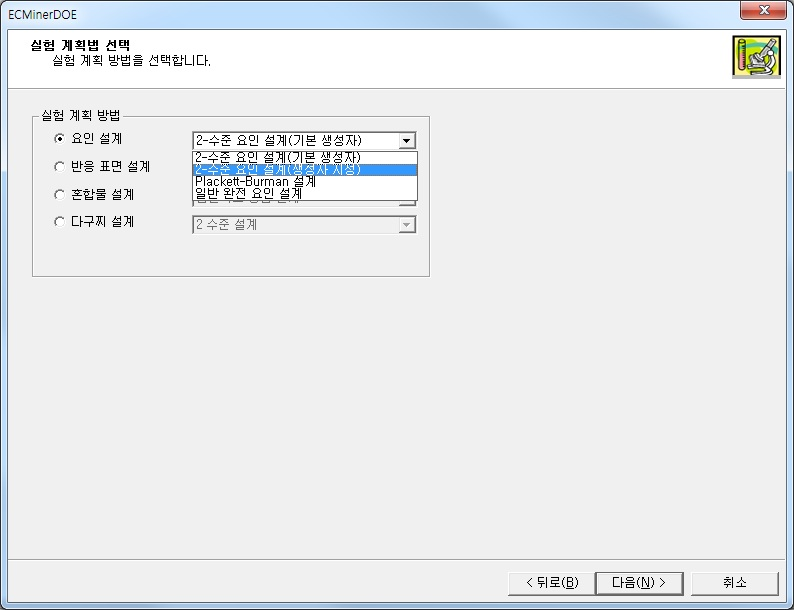 ECMinerDOE
실험 계획법 선택
실험 계획 방법을 선택합니다.
실험 계획 방법
요인 설계
2-수준 요인 설계(기본 생성자)
2-수준 요인 설계(기본 생성자)
2-수준 요인 설계(생성자 지정)
반응 표면 설계
Plackett-Burman 설계
일반 완전 요인 설계
혼합물 설계
다구찌 설계
2 수준 설계
< 뒤로(B)
다음(N) >
취소